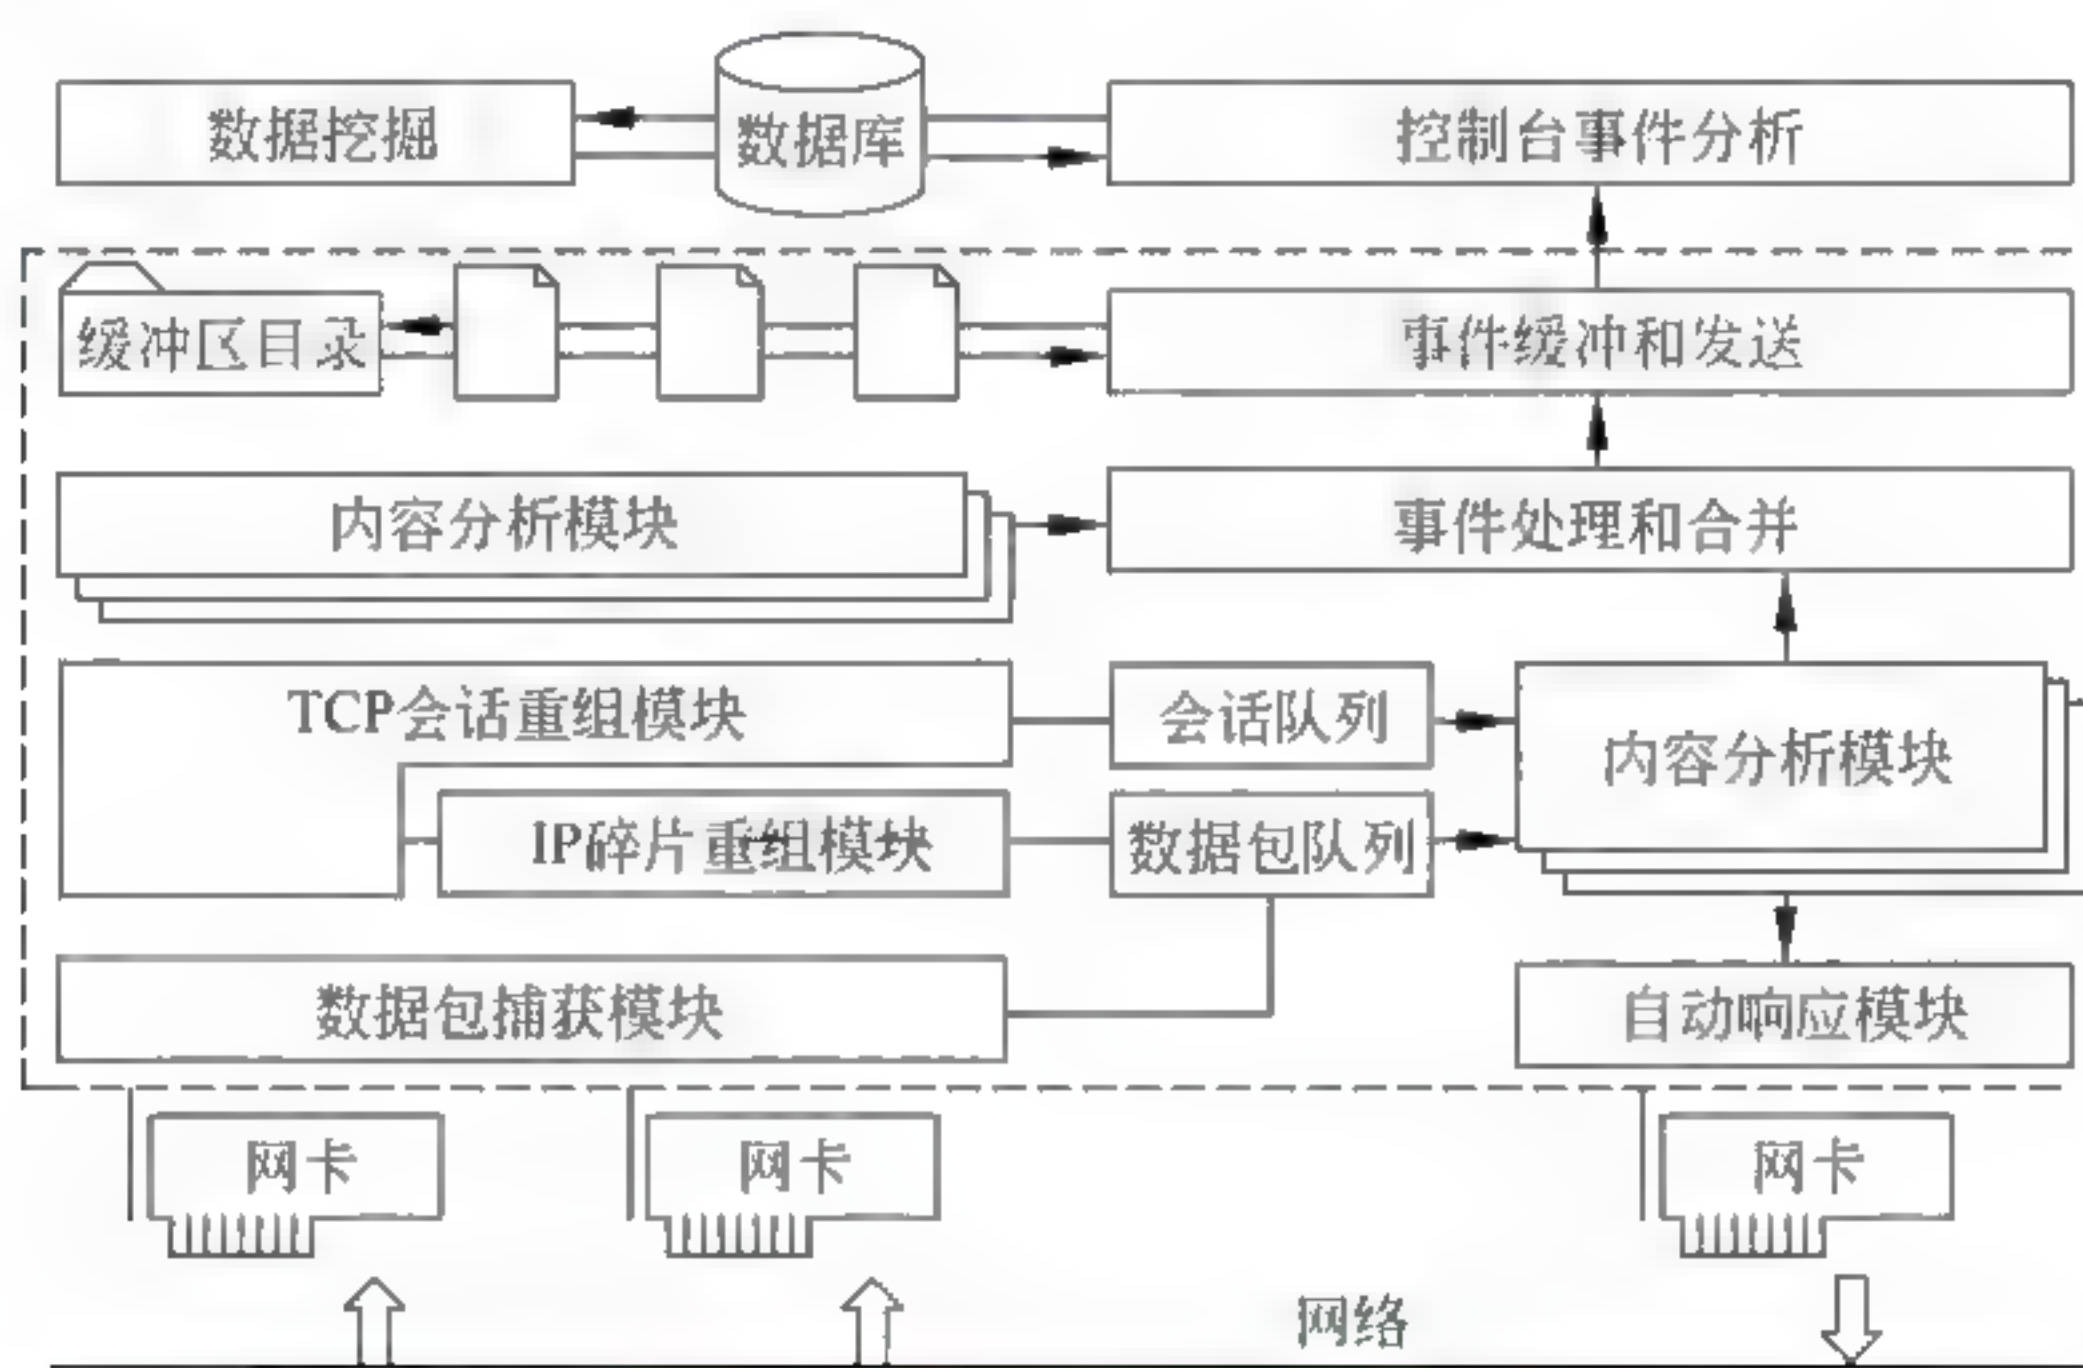 数据挖掘
数据库
控制台事件分析
缓冲区目录
事件缓冲和发送
内容分析模块
事件处理和合并
TCP会话重组模块
会话队列
内容分析模块
IP碎片重组模块
数据包队列
数据包捕获模块
自动响应模块
网卡
网卡
网卡
网络